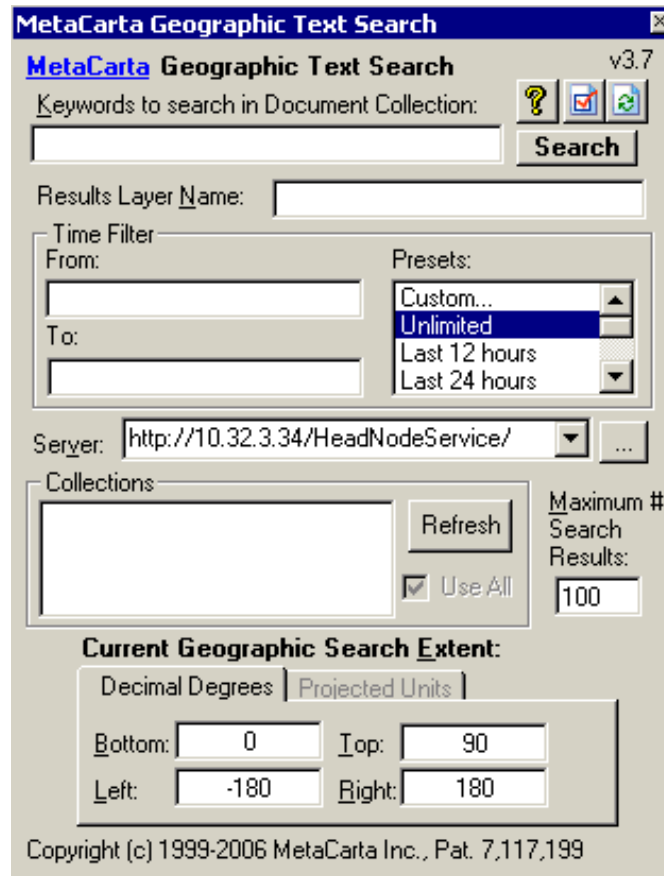 MetaCarta Geographic Text Search
MetaCarta Geographic Text Search v3.7
Keywords to search in Document Collection:
Search
Results Layer Name:
Time Filter
From: Presets:
Custom...
Unlimited
To:
Last 12 hours
Last 24 hours
Server: http://10.32.3.34/HeadNodeService/ ...
Collections
Refresh
Use All
Maximum #
Search
Results:
100
Current Geographic Search Extent:
Decimal Degrees Projected Units
Bottom: 0 Top: 90
Left: -180 Right: 180
Copyright (c) 1999-2006 MetaCarta Inc., Pat. 7,117,199